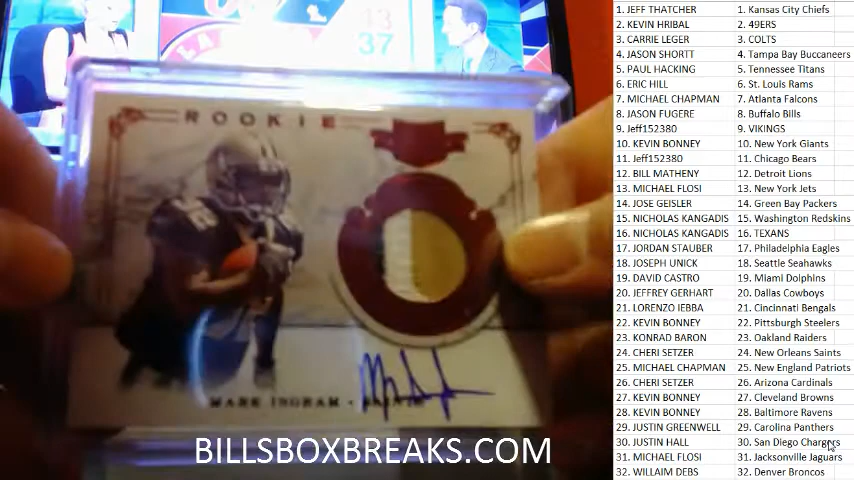 13
37
ROOKIE
MARK INGRAM • SAINTS
BILLSBOXBREAKS.COM
1. JEFF THATCHER 1. Kansas City Chiefs
2. KEVIN HRIBAL 2. 49ERS
3. CARRIE LEGER 3. COLTS
4. JASON SHORTT 4. Tampa Bay Buccaneers
5. PAUL HACKING 5. Tennessee Titans
6. ERIC HILL 6. St. Louis Rams
7. MICHAEL CHAPMAN 7. Atlanta Falcons
8. JASON FUGERE 8. Buffalo Bills
9. Jeff152380 9. VIKINGS
10. KEVIN BONNEY 10. New York Giants
11. Jeff152380 11. Chicago Bears
12. BILL MATHENY 12. Detroit Lions
13. MICHAEL FLOSI 13. New York Jets
14. JOSE GEISLER 14. Green Bay Packers
15. NICHOLAS KANGADIS 15. Washington Redskins
16. NICHOLAS KANGADIS 16. TEXANS
17. JORDAN STAUBER 17. Philadelphia Eagles
18. JOSEPH UNICK 18. Seattle Seahawks
19. DAVID CASTRO 19. Miami Dolphins
20. JEFFREY GERHART 20. Dallas Cowboys
21. LORENZO IEBBA 21. Cincinnati Bengals
22. KEVIN BONNEY 22. Pittsburgh Steelers
23. KONRAD BARON 23. Oakland Raiders
24. CHERI SETZER 24. New Orleans Saints
25. MICHAEL CHAPMAN 25. New England Patriots
26. CHERI SETZER 26. Arizona Cardinals
27. KEVIN BONNEY 27. Cleveland Browns
28. KEVIN BONNEY 28. Baltimore Ravens
29. JUSTIN GREENWELL 29. Carolina Panthers
30. JUSTIN HALL 30. San Diego Chargers
31. MICHAEL FLOSI 31. Jacksonville Jaguars
32. WILLAIM DEBS 32. Denver Broncos